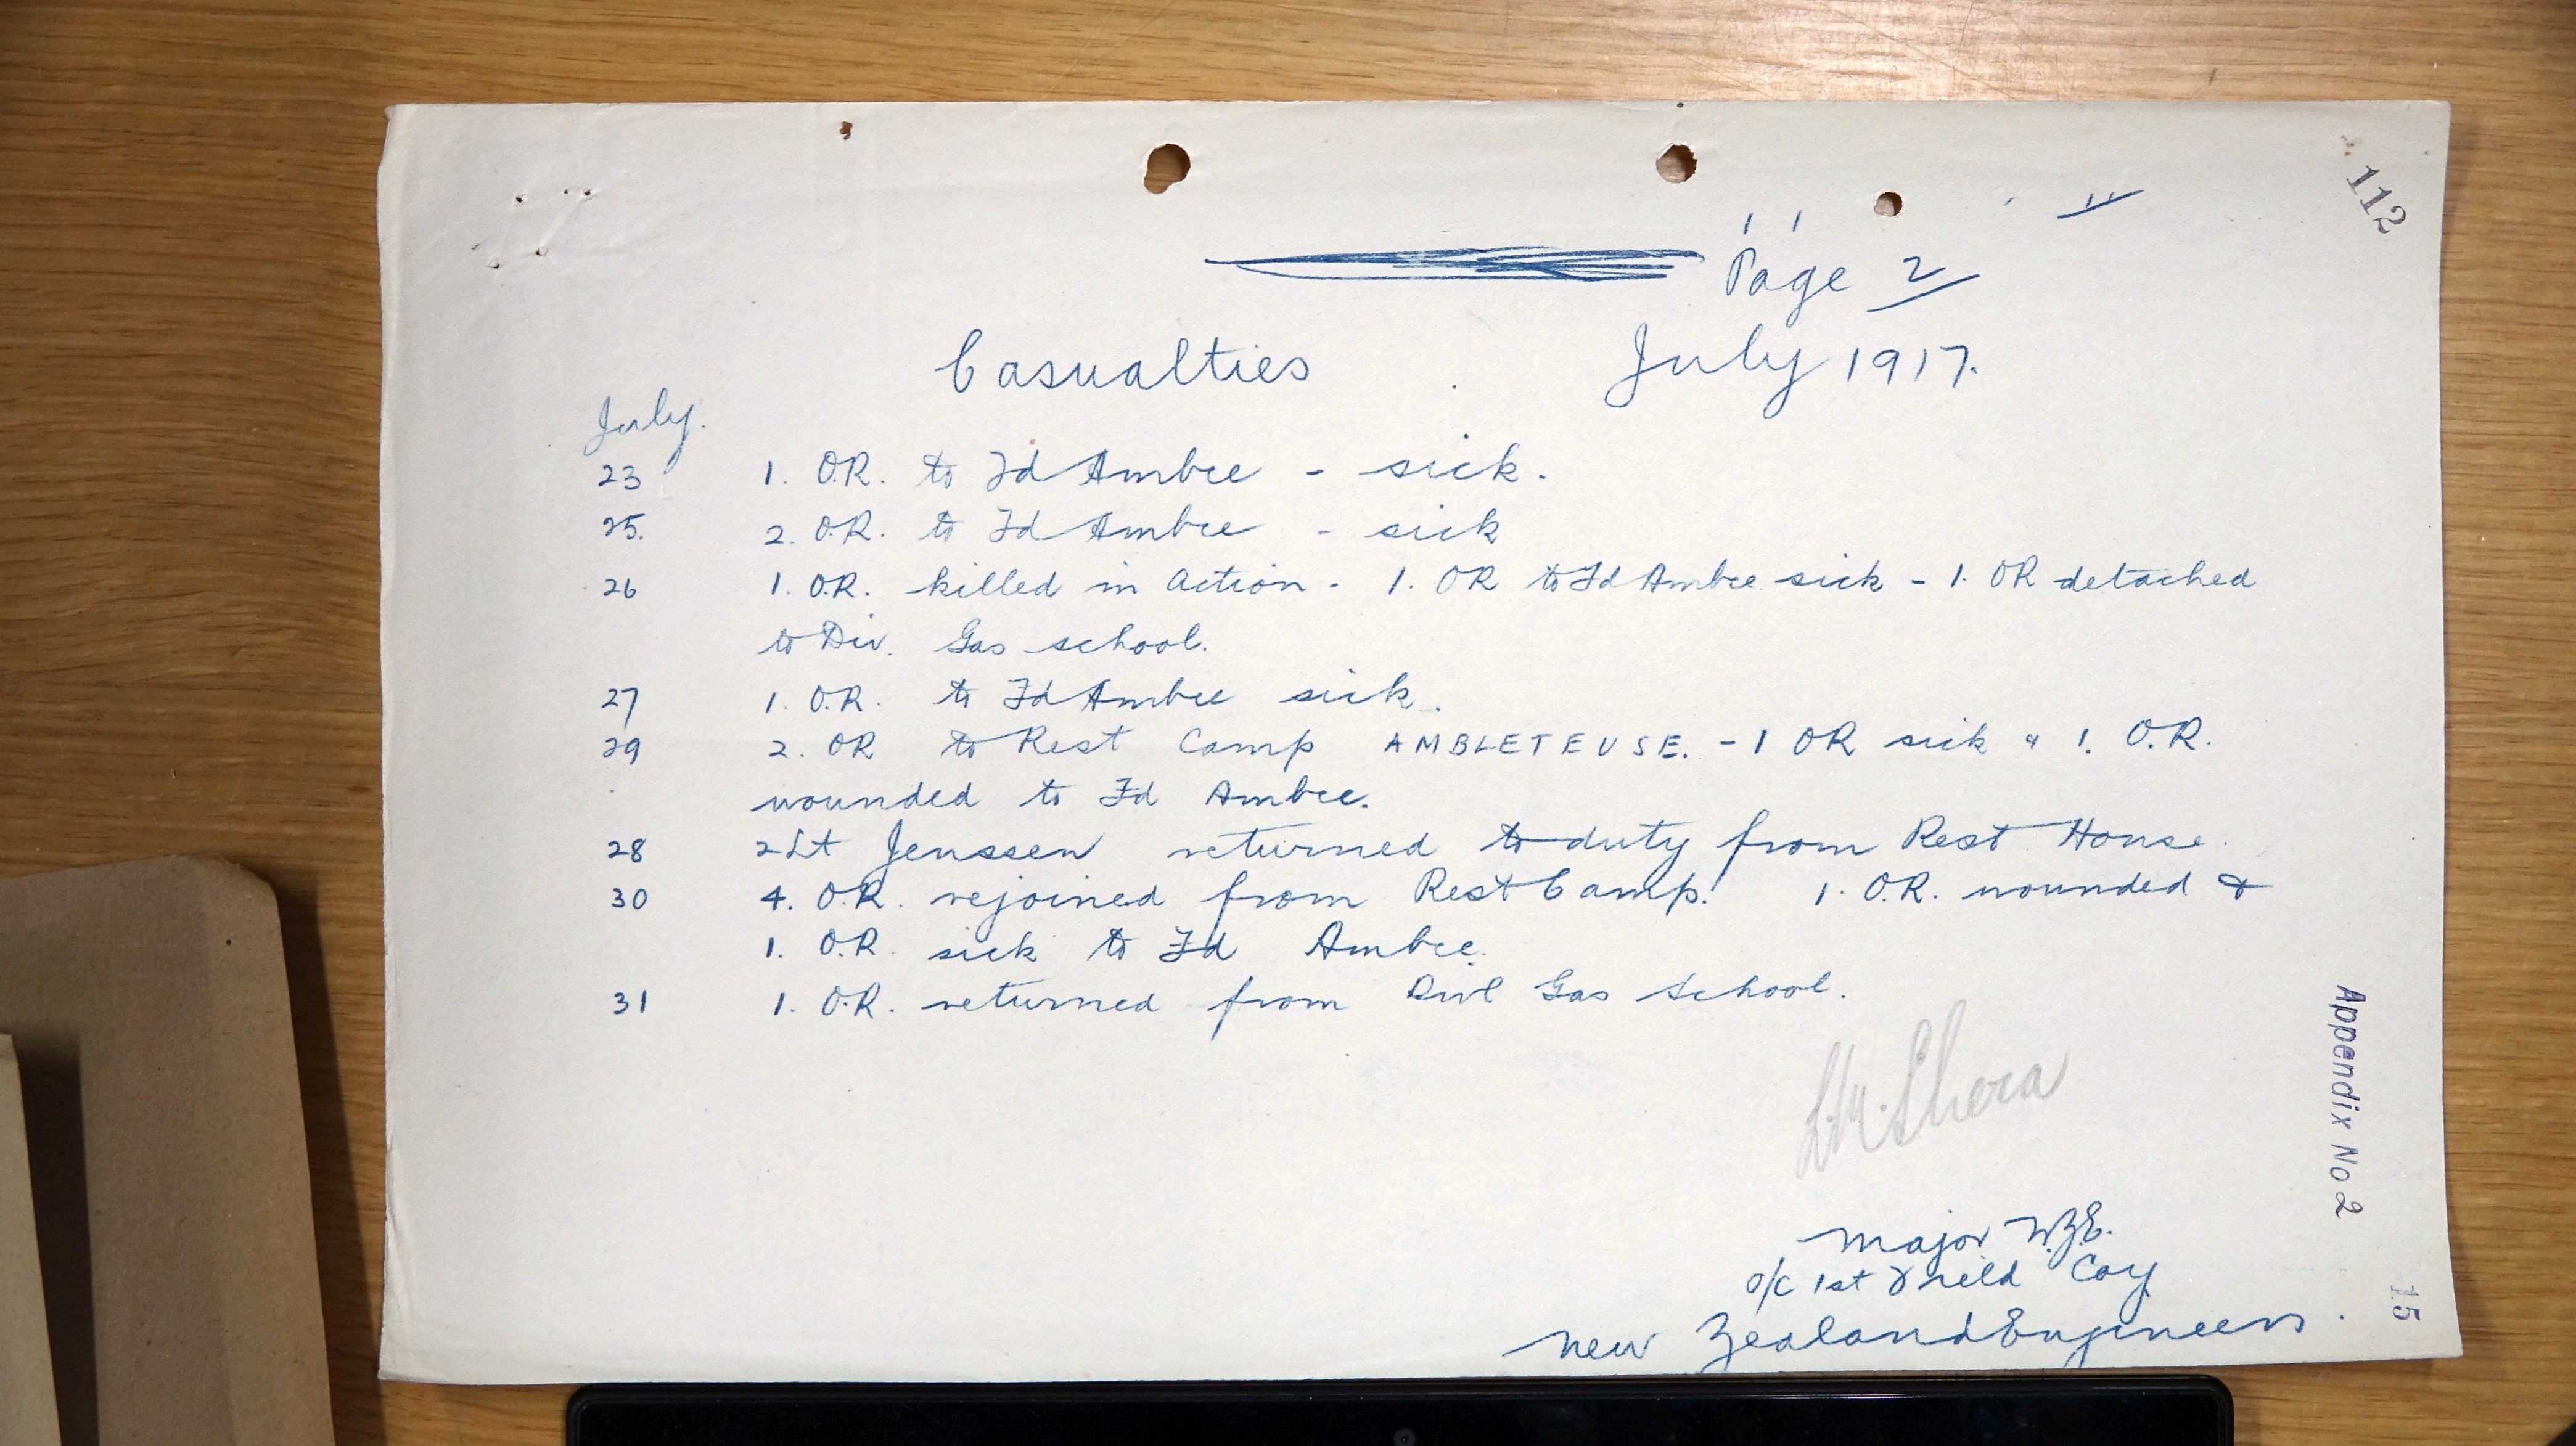 112
Page 2
Casualties July 1917.
July.
23 1. O.R. to Fd Ambce - sick.
25. 2. O.R. to Fd Ambce - sick
26 1. O.R. killed in Action - 1. OR to Fd Ambce sick - 1. OR detached
to Div. Gas school.
27 1. O.R. to Fd Ambce sick.
29 2. OR to Rest Camp AMBLETEUSE. - 1 OR sick & 1. O.R.
wounded to Fd Ambce.
28 2Lt Jenssen returned to duty from Rest House.
30 4. O.R. rejoined from Rest Camp. 1. O.R. wounded &
1. O.R. sick to Fd Ambce.
31 1. O.R. returned from Divl Gas School.
Major N.Z.E.
o/c 1st Field Coy
New Zealand Engineers.
Appendix No 2
15